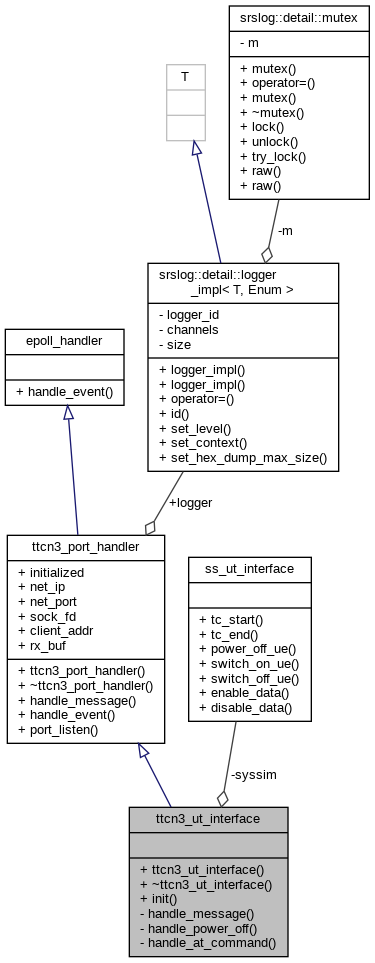 srslog::detail::mutex
- m
+ mutex()
+ operator=()
+ mutex()
+ ~mutex()
+ lock()
+ unlock()
+ try_lock()
+ raw()
+ raw()
T
-m
srslog::detail::logger
_impl< T, Enum >
- logger_id
- channels
- size
+ logger_impl()
+ logger_impl()
+ operator=()
+ id()
+ set_level()
+ set_context()
+ set_hex_dump_max_size()
epoll_handler
+ handle_event()
+logger
ttcn3_port_handler
+ initialized
+ net_ip
+ net_port
+ sock_fd
+ client_addr
+ rx_buf
+ ttcn3_port_handler()
+ ~ttcn3_port_handler()
+ handle_message()
+ handle_event()
+ port_listen()
ss_ut_interface
+ tc_start()
+ tc_end()
+ power_off_ue()
+ switch_on_ue()
+ switch_off_ue()
+ enable_data()
+ disable_data()
-syssim
ttcn3_ut_interface
+ ttcn3_ut_interface()
+ ~ttcn3_ut_interface()
+ init()
- handle_message()
- handle_power_off()
- handle_at_command()